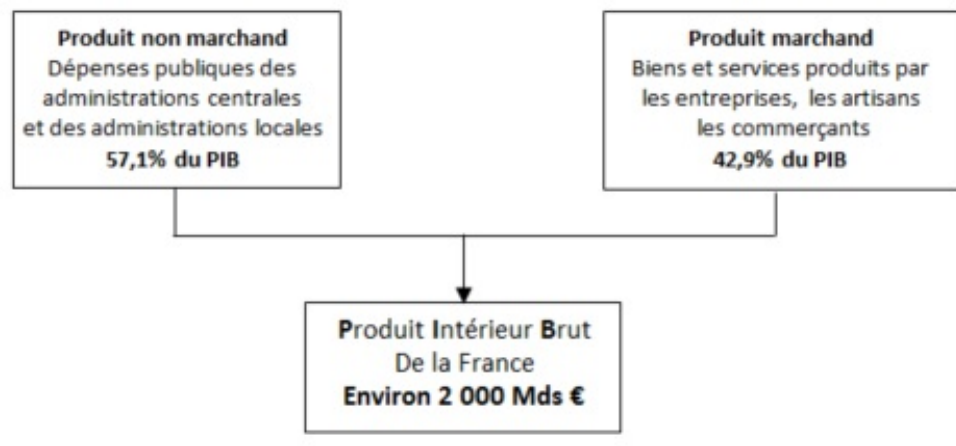 Produit non marchand
Dépenses publiques des
administrations centrales
et des administrations locales
57,1% du PIB
Produit marchand
Biens et services produits par
les entreprises, les artisans
les commerçants
42,9% du PIB
Produit Intérieur Brut
De la France
Environ 2 000 Mds €